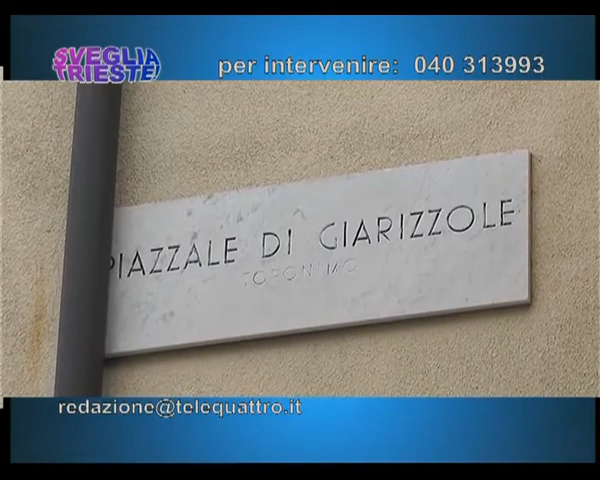 SVEGLIA
TRIESTE
per intervenire: 040 313993
PIAZZALE DI GIARIZZOLE
TOPONIMO
redazione@telequattro.it